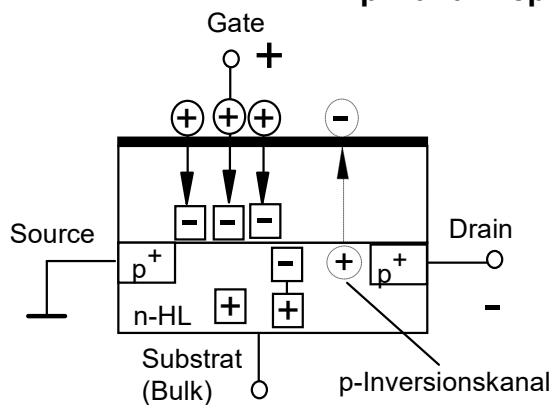 Gate
+
+ + + -
- - -
Source
Drain
p+
-
+
p+
n-HL
+
+
-
Substrat
(Bulk)
p-Inversionskanal